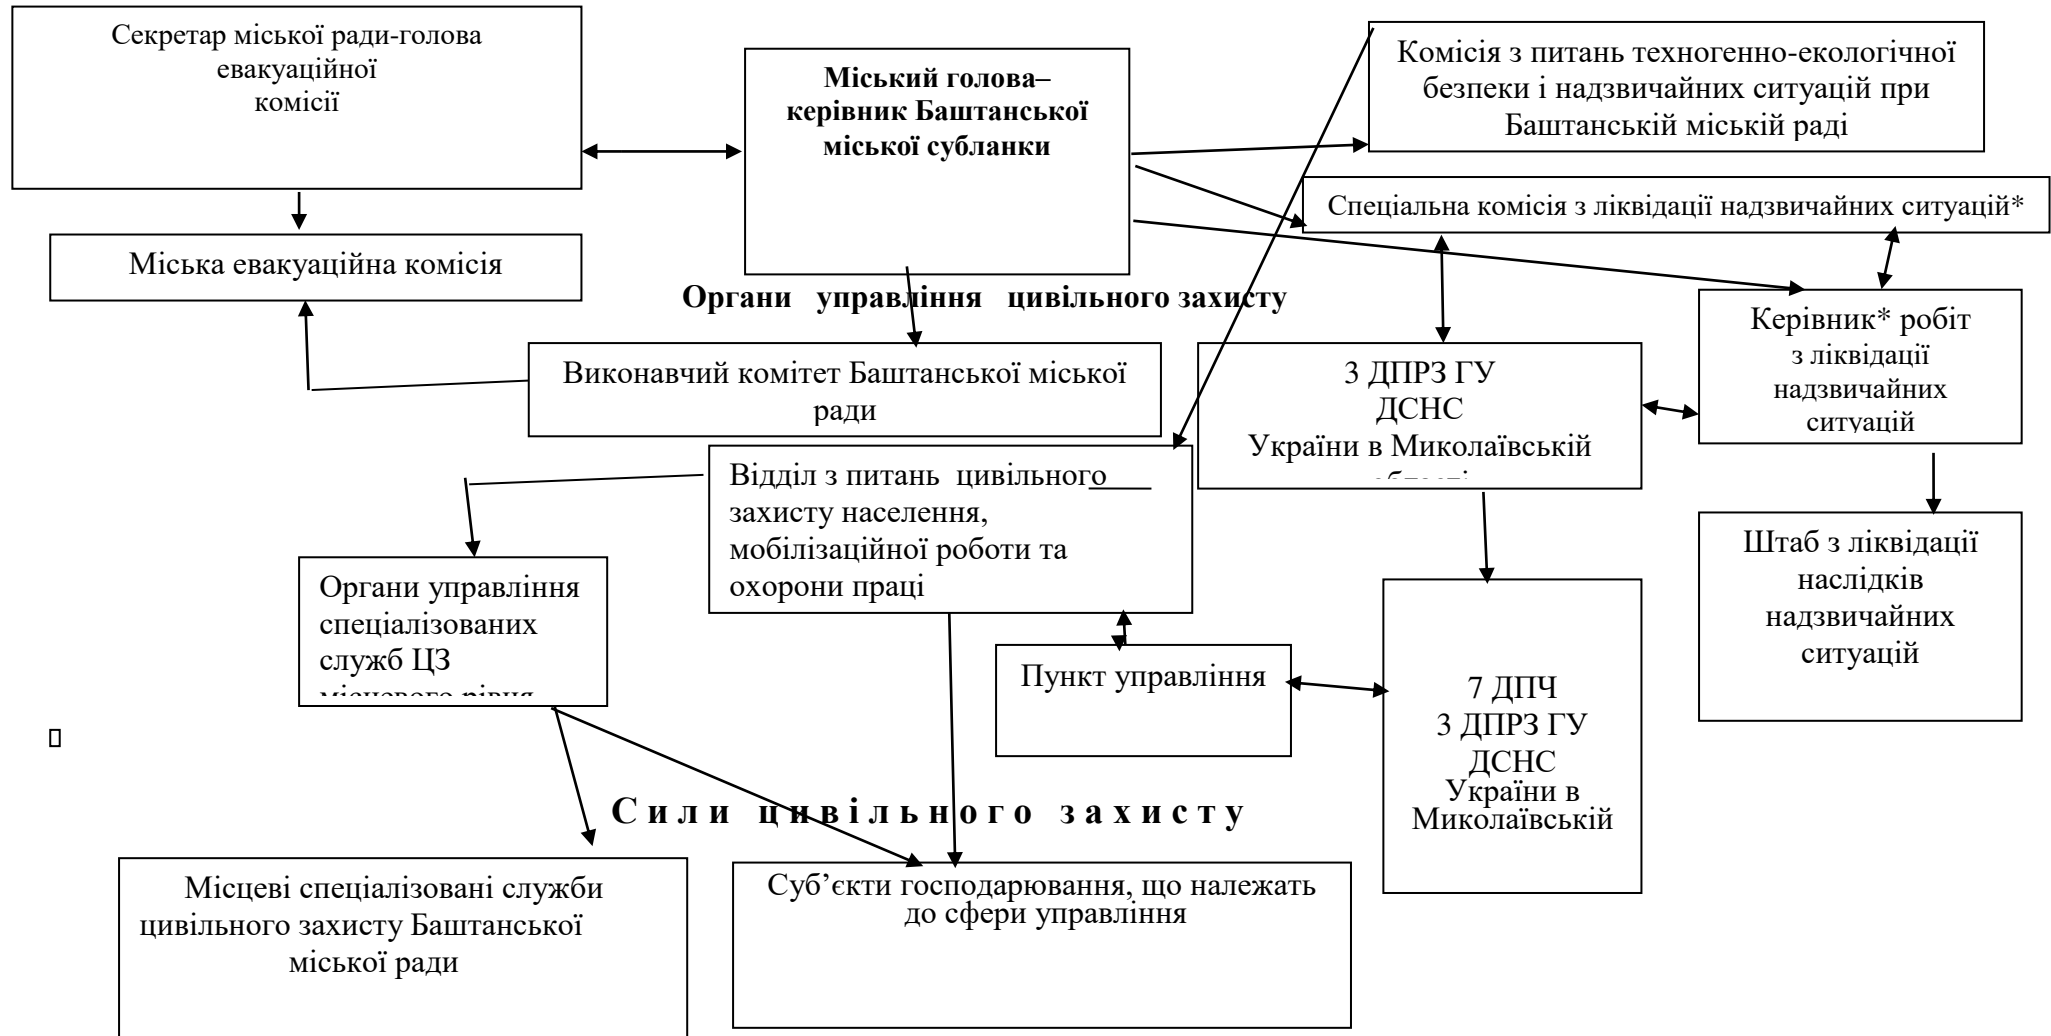 Секретар міської ради-голова
евакуаційної
комісії
Міський голова–
керівник Баштанської
міської субланки
Комісія з питань техногенно-екологічної
безпеки і надзвичайних ситуацій при
Баштанській міській раді
Спеціальна комісія з ліквідації надзвичайних ситуацій*
Міська евакуаційна комісія
Органи управління цивільного захисту
Керівник* робіт
з ліквідації
надзвичайних
ситуацій
Виконавчий комітет Баштанської міської
ради
3 ДПРЗ ГУ
ДСНС
України в Миколаївській
Відділ з питань цивільного
захисту населення,
мобілізаційної роботи та
охорони праці
Штаб з ліквідації
наслідків
надзвичайних
ситуацій
Органи управління
спеціалізованих
служб ЦЗ
місцевого рівня
Пункт управління
7 ДПЧ
3 ДПРЗ ГУ
ДСНС
України в
Миколаївській
Сили цивільного захисту
Місцеві спеціалізовані служби
цивільного захисту Баштанської
міської ради
Суб’єкти господарювання, що належать
до сфери управління